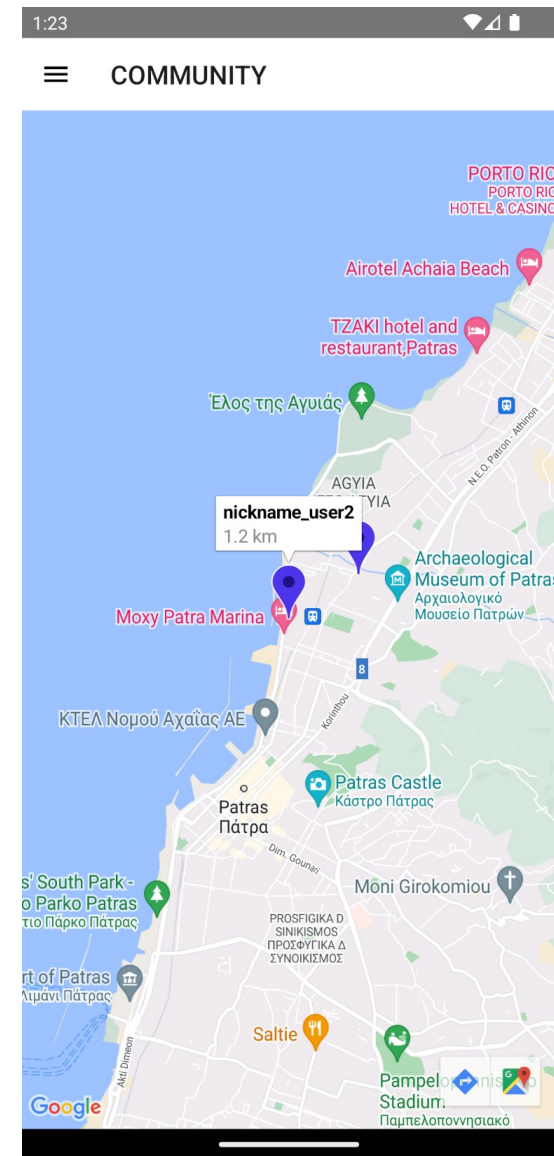 1:23
COMMUNITY
PORTO RIO
PORTO RIO
HOTEL & CASINO
Airotel Achaia Beach
TZAKI hotel and
restaurant,Patras
Έλος της Αγυιάς
N.E.O. Patron - Athinon
AGYIA
ΑΓΥΙΑ
nickname_user2
1.2 km
Archaeological
Museum of Patras
Αρχαιολογικό
Μουσείο Πατρών
Moxy Patra Marina
8
Korinthou
ΚΤΕΛ Νομού Αχαΐας ΑΕ
Patras Castle
Κάστρο Πάτρας
Patras
Πάτρα
Dim. Gounari
s' South Park -
o Parko Patras
τιο Πάρκο Πάτρας
Moni Girokomiou
PROSFIGIKA D
SINIKISMOS
ΠΡΟΣΦΥΓΙΚΑ Δ
ΣΥΝΟΙΚΙΣΜΟΣ
rt of Patras
Λιμάνι Πάτρας
Saltie
Akti Dimeon
Stadium
Παμπελοποννησιακό
Google